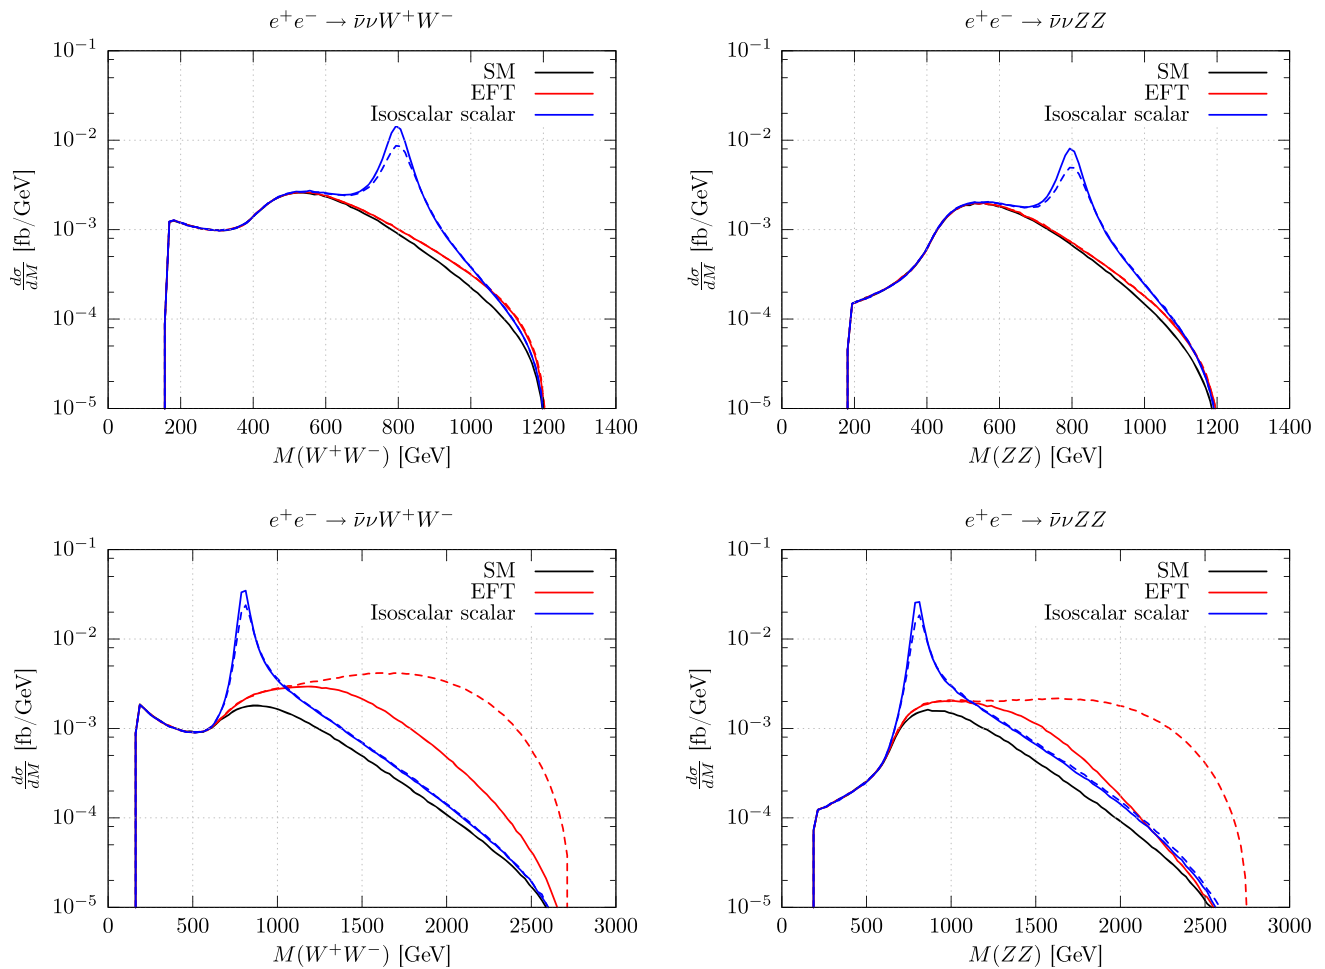 e⁺e⁻ → ν̄νW⁺W⁻
10⁻¹
10⁻²
10⁻³
10⁻⁴
10⁻⁵
dσ/dM [fb/GeV]
SM
EFT
Isoscalar scalar
0 200 400 600 800 1000 1200 1400
M(W⁺W⁻) [GeV]
e⁺e⁻ → ν̄νZZ
10⁻¹
10⁻²
10⁻³
10⁻⁴
10⁻⁵
dσ/dM [fb/GeV]
SM
EFT
Isoscalar scalar
0 200 400 600 800 1000 1200 1400
M(ZZ) [GeV]
e⁺e⁻ → ν̄νW⁺W⁻
10⁻¹
10⁻²
10⁻³
10⁻⁴
10⁻⁵
dσ/dM [fb/GeV]
SM
EFT
Isoscalar scalar
0 500 1000 1500 2000 2500 3000
M(W⁺W⁻) [GeV]
e⁺e⁻ → ν̄νZZ
10⁻¹
10⁻²
10⁻³
10⁻⁴
10⁻⁵
dσ/dM [fb/GeV]
SM
EFT
Isoscalar scalar
0 500 1000 1500 2000 2500 3000
M(ZZ) [GeV]